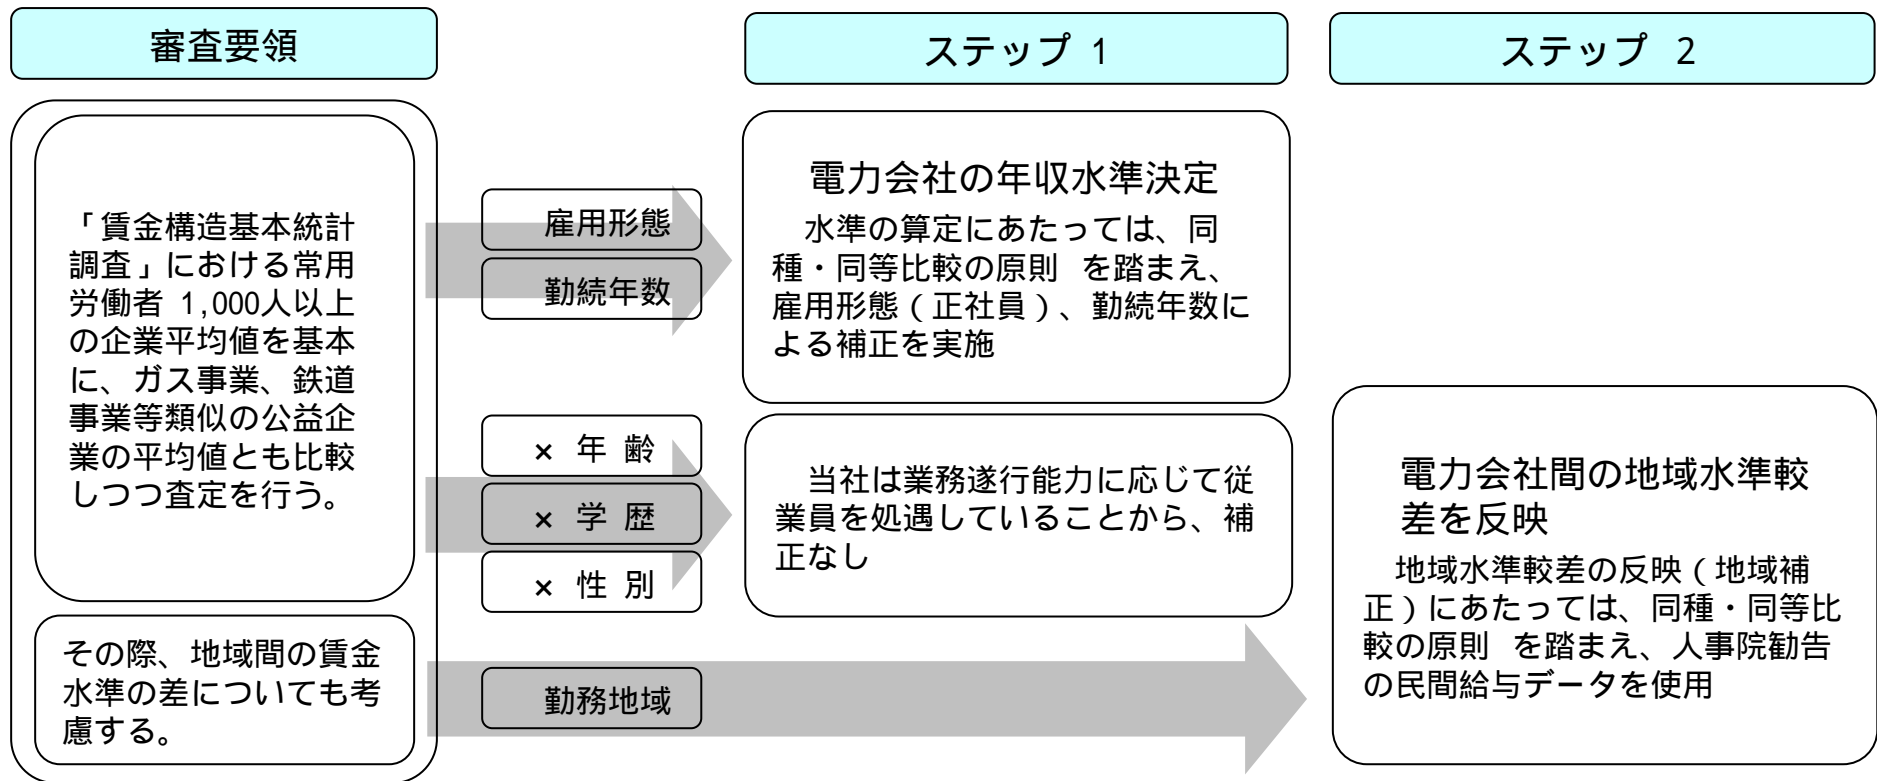 審査要領
「賃金構造基本統計
調査」における常用
労働者 1,000人以上
の企業平均値を基本
に、ガス事業、鉄道
事業等類似の公益企
業の平均値とも比較
しつつ査定を行う。
その際、地域間の賃金
水準の差についても考
慮する。
雇用形態
勤続年数
× 年 齢
× 学 歴
× 性 別
勤務地域
ステップ 1
電力会社の年収水準決定
水準の算定にあたっては、同
種・同等比較の原則 を踏まえ、
雇用形態(正社員)、勤続年数に
よる補正を実施
当社は業務遂行能力に応じて従
業員を処遇していることから、補
正なし
ステップ 2
電力会社間の地域水準較
差を反映
地域水準較差の反映(地域補
正)にあたっては、同種・同等比
較の原則 を踏まえ、人事院勧告
の民間給与データを使用